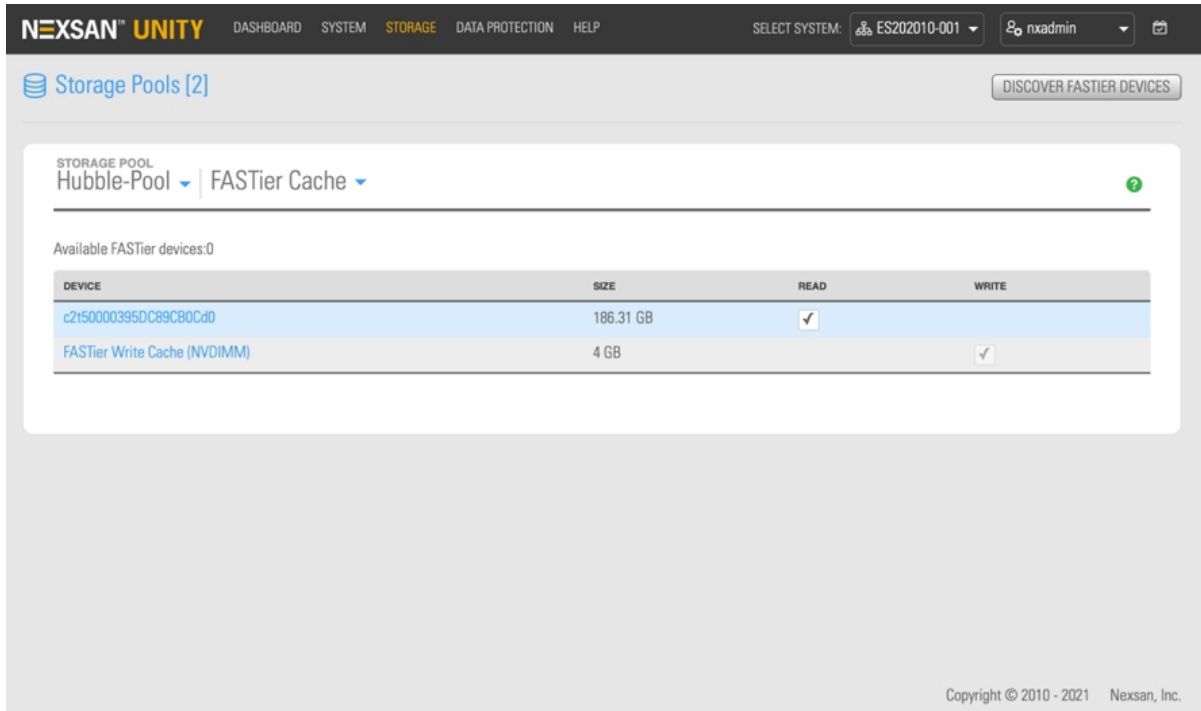 NEXSAN™ UNITY DASHBOARD SYSTEM STORAGE DATA PROTECTION HELP SELECT SYSTEM: ES202010-001 nxadmin
Storage Pools [2] DISCOVER FASTIER DEVICES
STORAGE POOL
Hubble-Pool FASTier Cache
Available FASTier devices:0
DEVICE SIZE READ WRITE
c2t50000395DC89CB0Cd0 186.31 GB
FASTier Write Cache (NVDIMM) 4 GB
Copyright © 2010 - 2021 Nexsan, Inc.